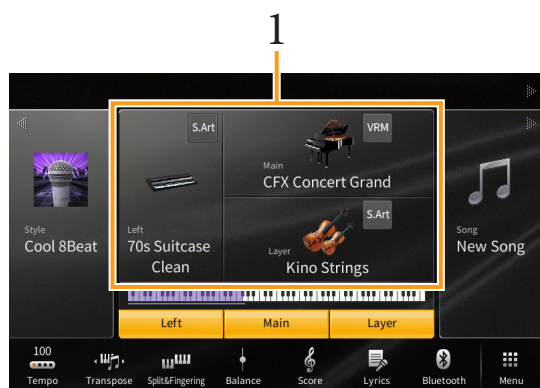 1
S.Art
VRM
Main
CFX Concert Grand
Left
70s Suitcase
Clean
S.Art
Layer
Kino Strings
Style
Cool 8Beat
Song
New Song
Left
Main
Layer
100
Tempo
Transpose
Split&Fingering
Balance
Score
Lyrics
Bluetooth
Menu